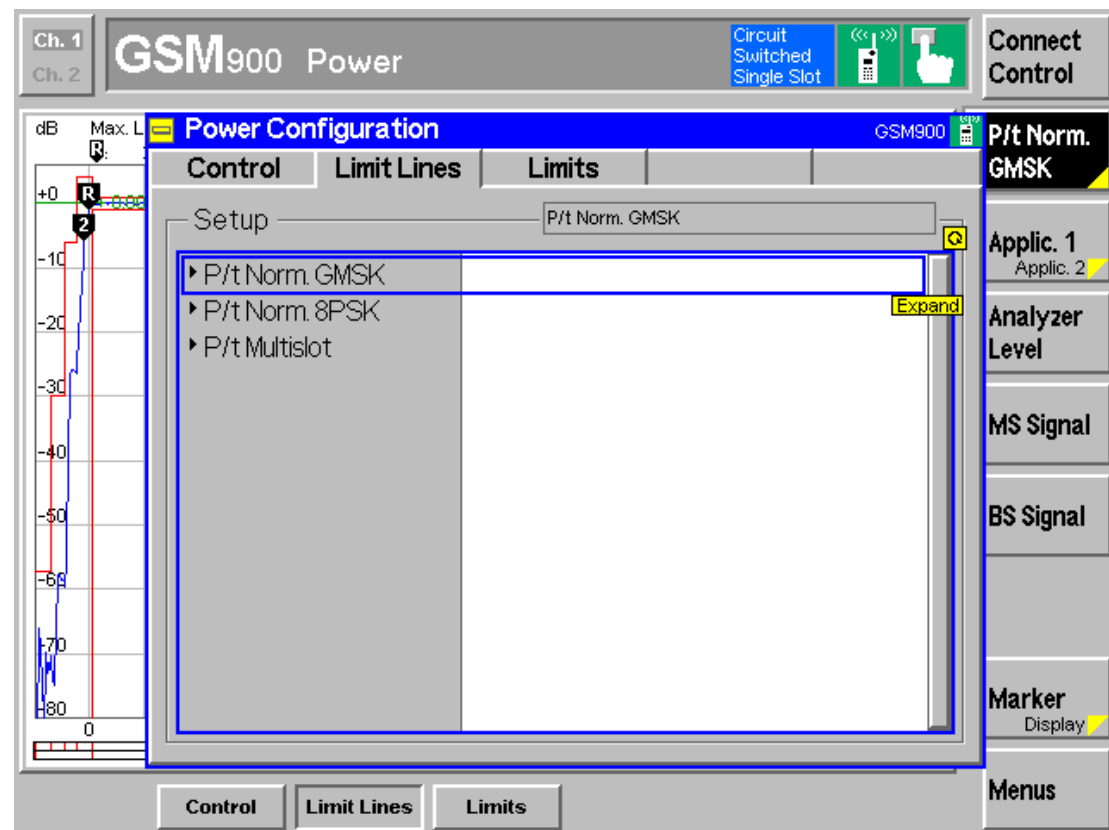 Ch. 1
Ch. 2
GSM900 Power
Circuit
Switched
Single Slot
Connect
Control
dB Max. L
R:
Power Configuration
GSM900
Control Limit Lines Limits
Setup
P/t Norm. GMSK
P/t Norm. GMSK
Expand
P/t Norm. 8PSK
P/t Multislot
+0
R
2
-10
-20
-30
-40
-50
-70
-80
0
P/t Norm.
GMSK
Applic. 1
Applic. 2
Analyzer
Level
MS Signal
BS Signal
Marker
Display
Menus
Control Limit Lines Limits